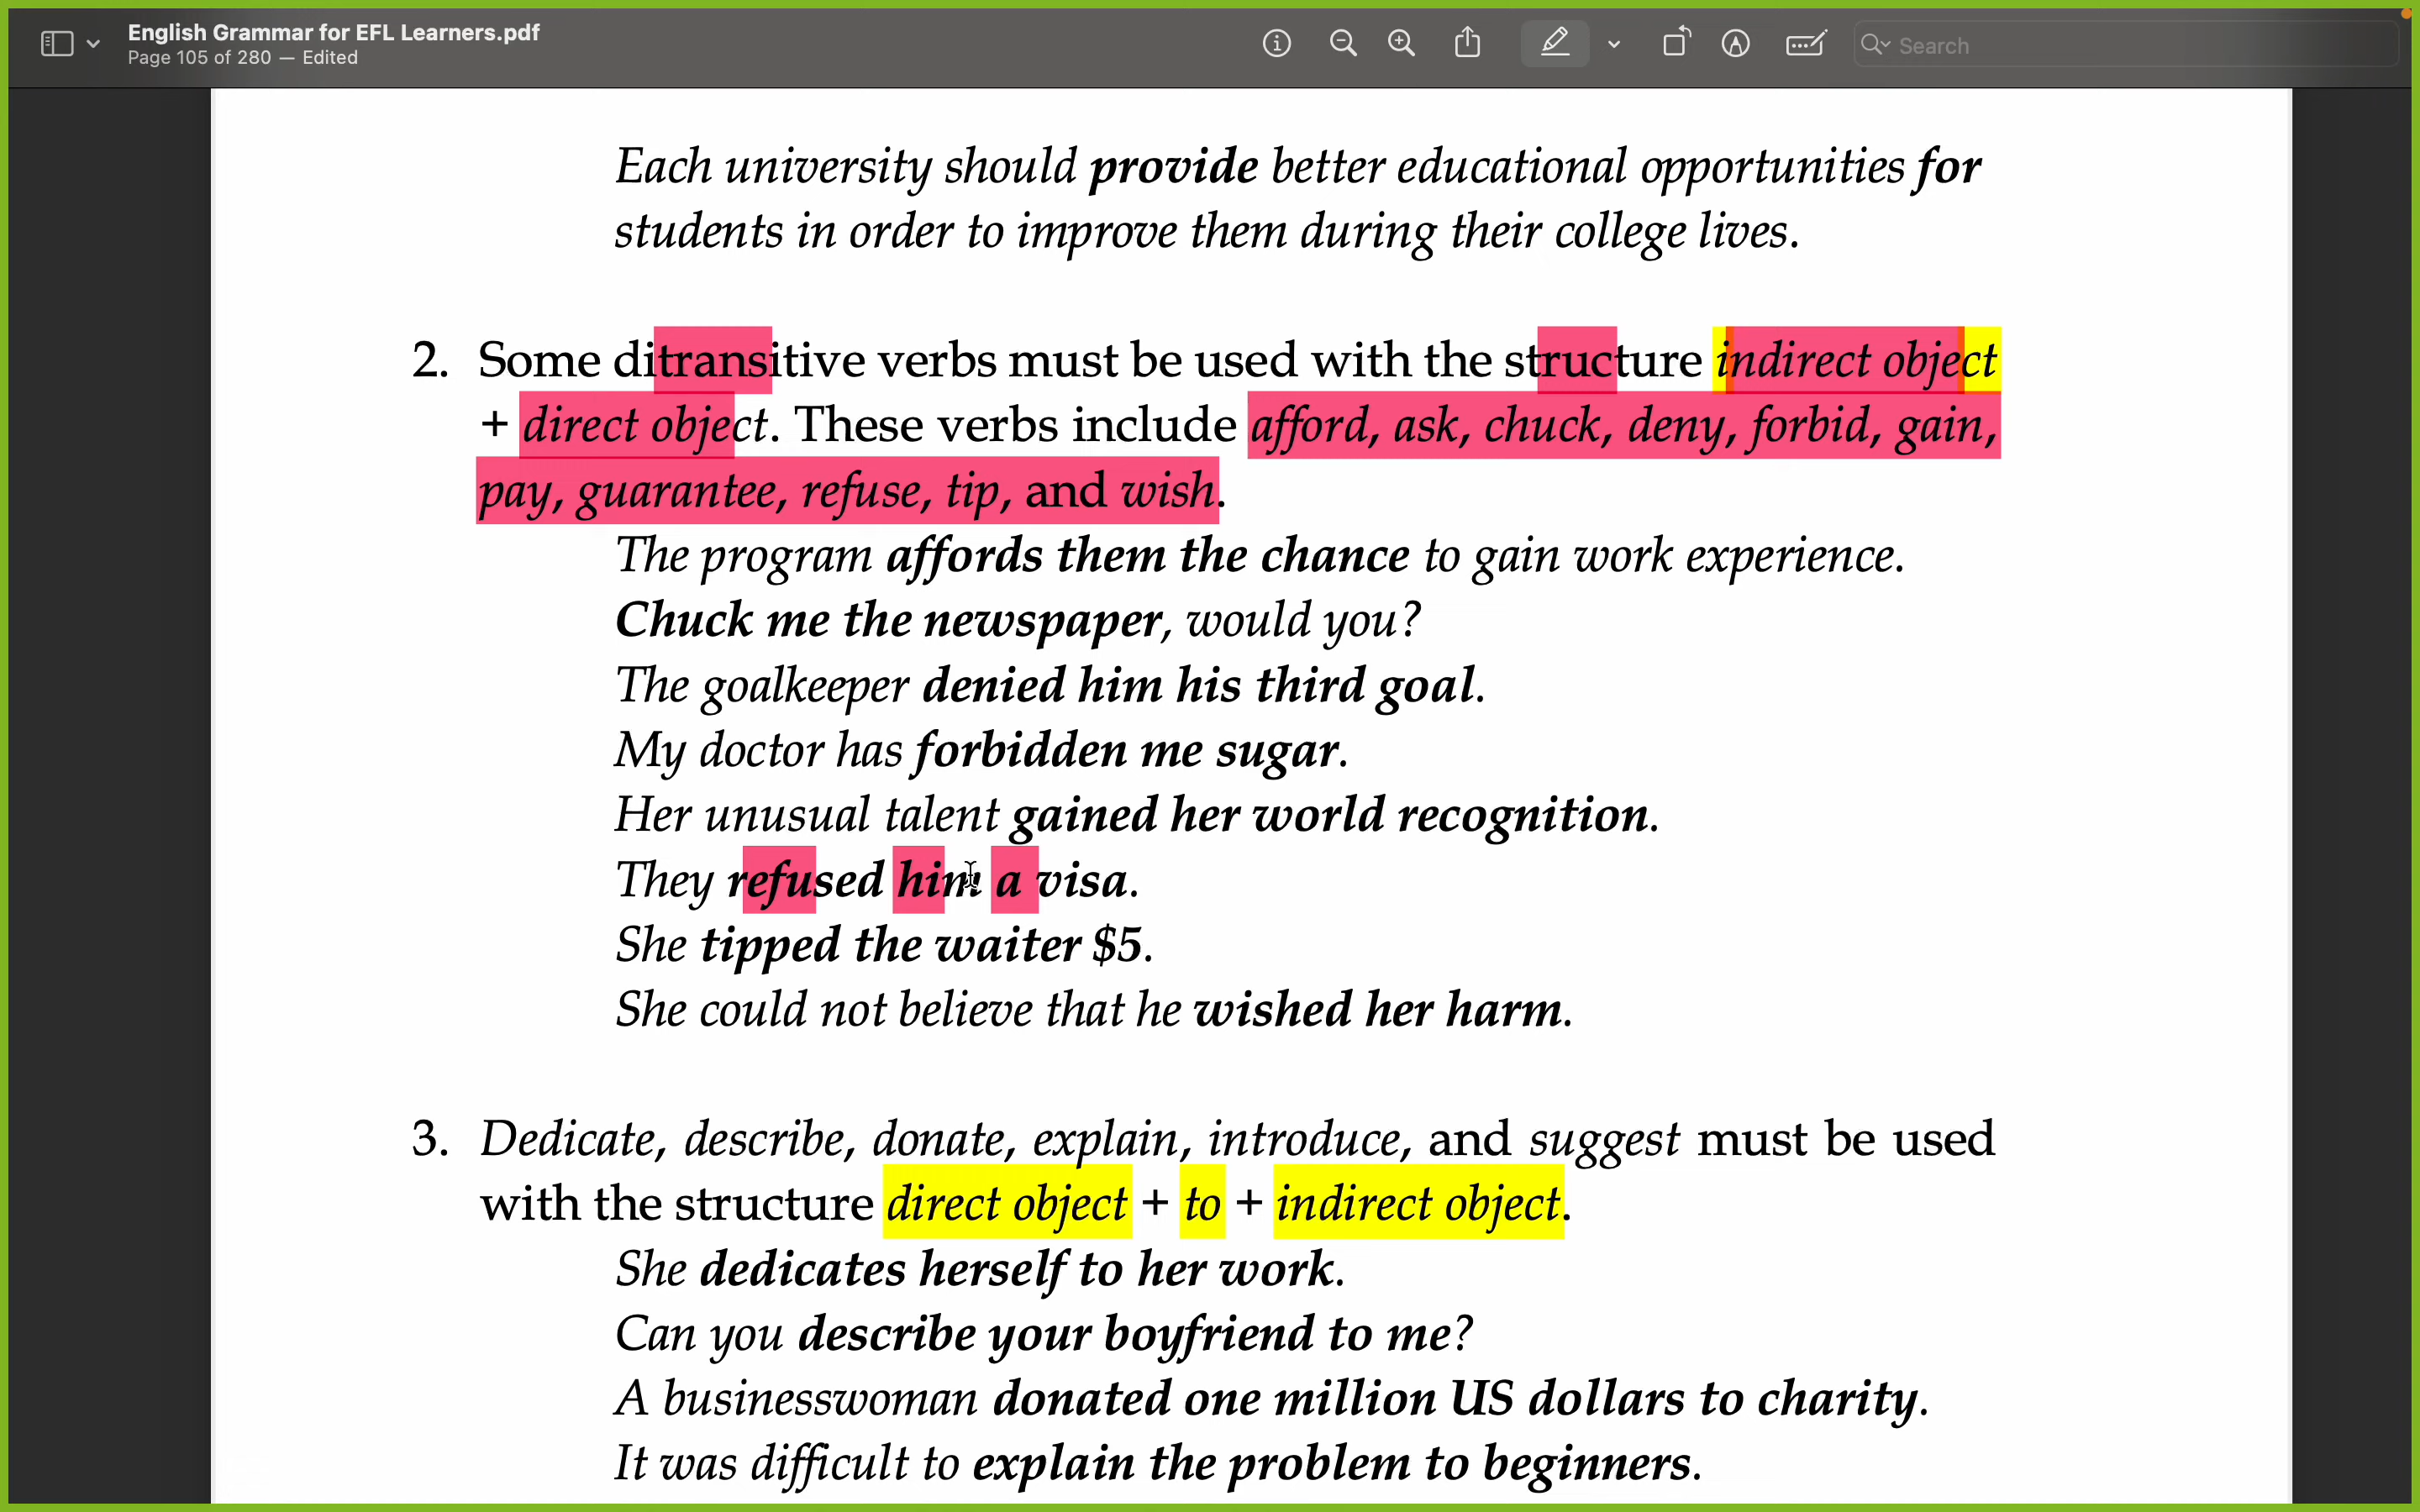 English Grammar for EFL Learners.pdf
Page 105 of 280 — Edited
Search
Each university should provide better educational opportunities for
students in order to improve them during their college lives.
2. Some ditransitive verbs must be used with the structure indirect object
+ direct object. These verbs include afford, ask, chuck, deny, forbid, gain,
pay, guarantee, refuse, tip, and wish.
The program affords them the chance to gain work experience.
Chuck me the newspaper, would you?
The goalkeeper denied him his third goal.
My doctor has forbidden me sugar.
Her unusual talent gained her world recognition.
They refused him a visa.
She tipped the waiter $5.
She could not believe that he wished her harm.
3. Dedicate, describe, donate, explain, introduce, and suggest must be used
with the structure direct object + to + indirect object.
She dedicates herself to her work.
Can you describe your boyfriend to me?
A businesswoman donated one million US dollars to charity.
It was difficult to explain the problem to beginners.